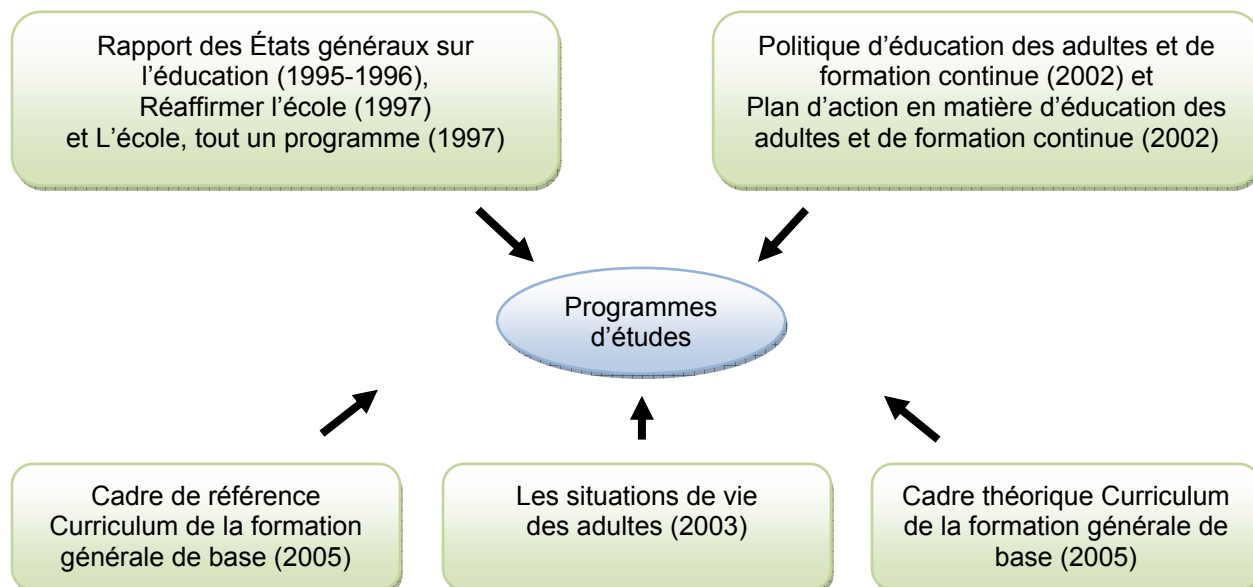 Rapport des États généraux sur
l’éducation (1995-1996),
Réaffirmer l’école (1997)
et L’école, tout un programme (1997)
Politique d’éducation des adultes et de
formation continue (2002) et
Plan d’action en matière d’éducation des
adultes et de formation continue (2002)
Programmes
d’études
Cadre de référence
Curriculum de la formation
générale de base (2005)
Les situations de vie
des adultes (2003)
Cadre théorique Curriculum
de la formation générale de
base (2005)